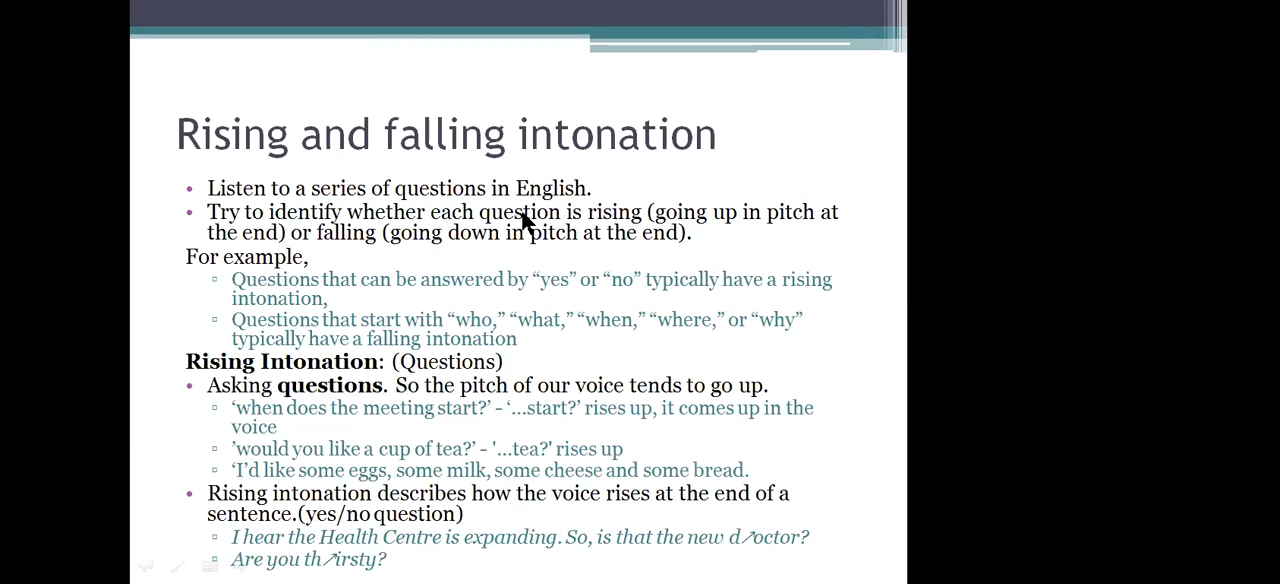 Rising and falling intonation
• Listen to a series of questions in English.
• Try to identify whether each question is rising (going up in pitch at
the end) or falling (going down in pitch at the end).
For example,
▫ Questions that can be answered by “yes” or “no” typically have a rising
intonation,
▫ Questions that start with “who,” “what,” “when,” “where,” or “why”
typically have a falling intonation
Rising Intonation: (Questions)
• Asking questions. So the pitch of our voice tends to go up.
▫ ‘when does the meeting start?’ - ‘...start?’ rises up, it comes up in the
voice
▫ ’would you like a cup of tea?’ - '...tea?' rises up
▫ ‘I’d like some eggs, some milk, some cheese and some bread.
• Rising intonation describes how the voice rises at the end of a
sentence.(yes/no question)
▫ I hear the Health Centre is expanding. So, is that the new d↗octor?
▫ Are you th↗irsty?